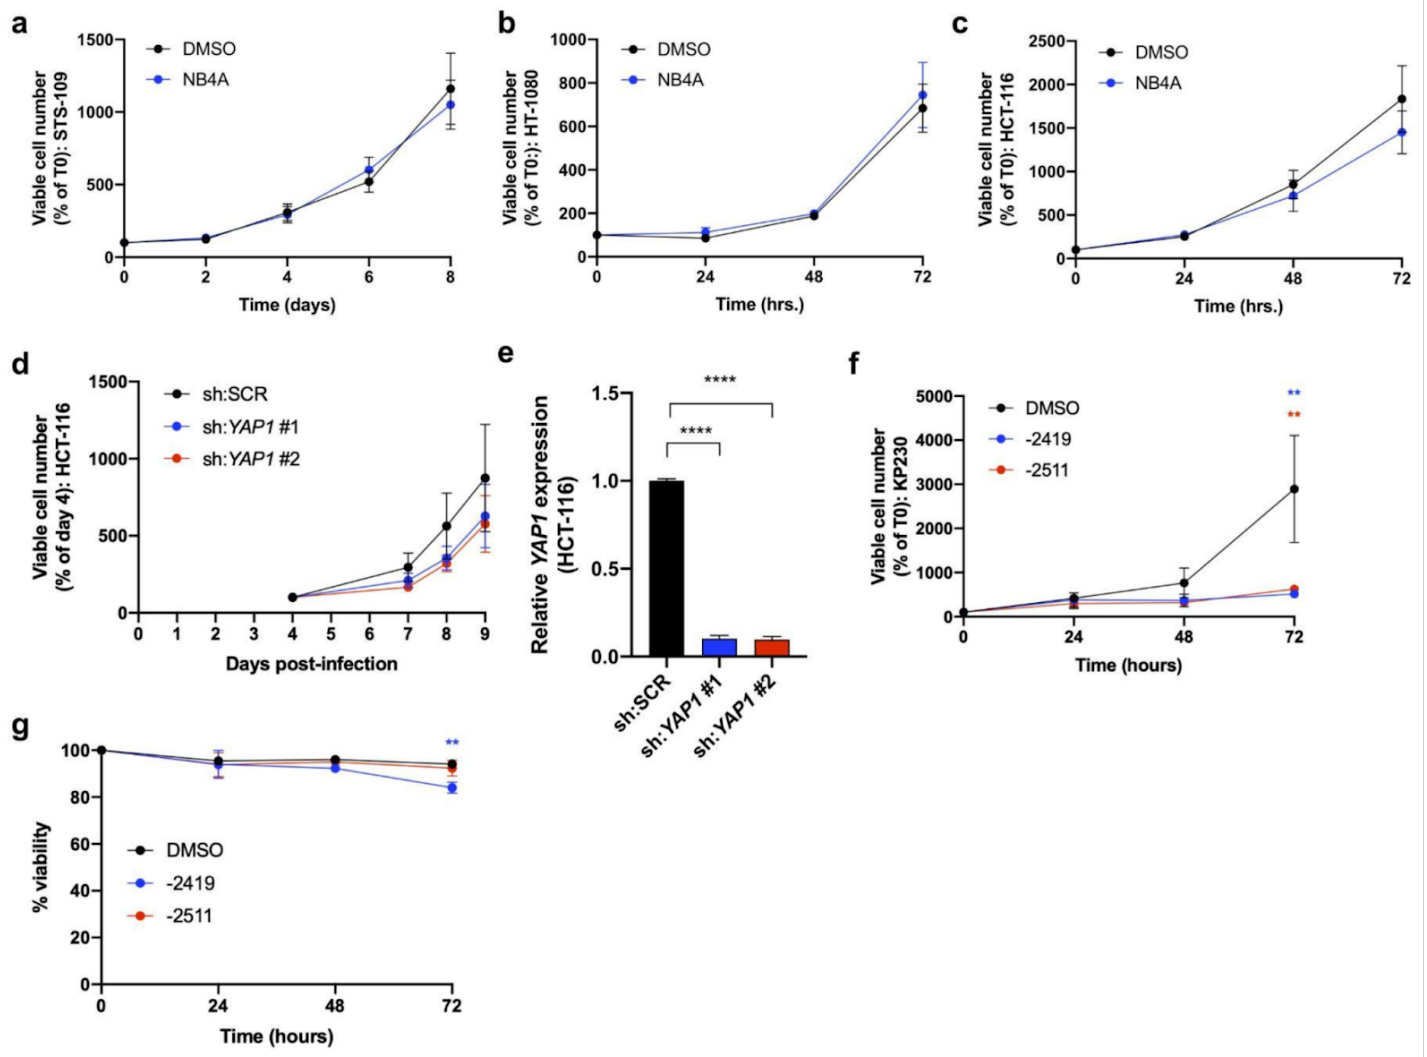 a
Viable cell number
(% of T0): STS-109
1500
1000
500
0
DMSO
NB4A
0 2 4 6 8
Time (days)
b
Viable cell number
(% of T0:): HT-1080
1000
800
600
400
200
0
DMSO
NB4A
0 24 48 72
Time (hrs.)
c
Viable cell number
(% of T0): HCT-116
2500
2000
1500
1000
500
0
DMSO
NB4A
0 24 48 72
Time (hrs.)
d
Viable cell number
(% of day 4): HCT-116
1500
1000
500
0
sh:SCR
sh:YAP1 #1
sh:YAP1 #2
0 1 2 3 4 5 6 7 8 9
Days post-infection
e
Relative YAP1 expression
(HCT-116)
1.5
1.0
0.5
0.0
****
****
sh:SCR
sh:YAP1 #1
sh:YAP1 #2
f
Viable cell number
(% of T0): KP230
5000
4000
3000
2000
1000
0
DMSO
-2419
-2511
**
**
0 24 48 72
Time (hours)
g
% viability
100
80
60
40
20
0
**
DMSO
-2419
-2511
0 24 48 72
Time (hours)